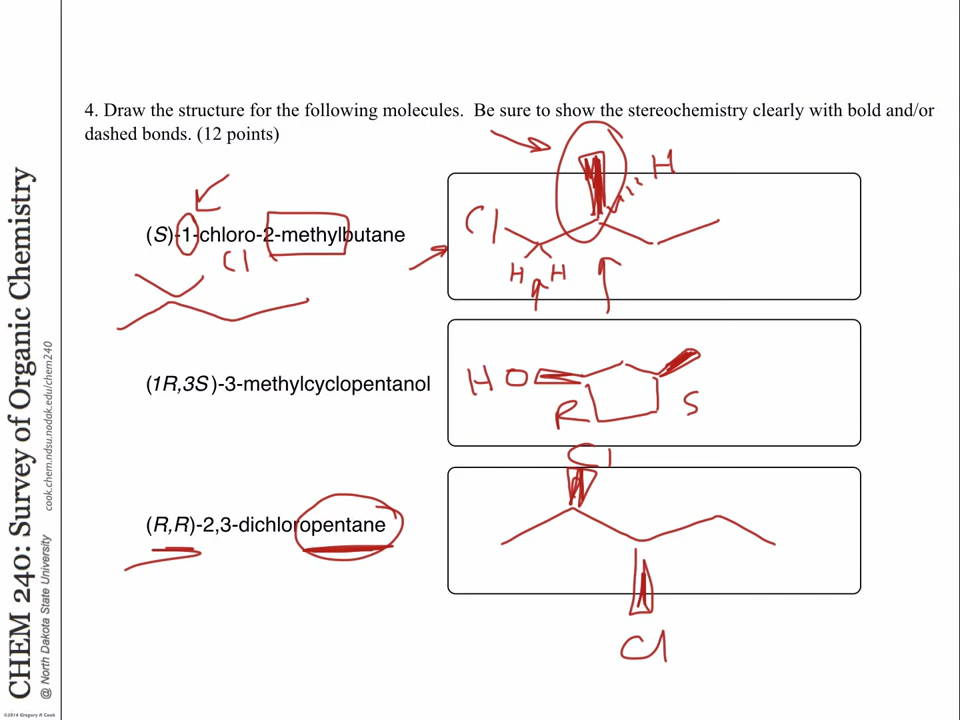 4. Draw the structure for the following molecules. Be sure to show the stereochemistry clearly with bold and/or
dashed bonds. (12 points)
H
(S)-1-chloro-2-methylbutane
Cl
Cl
H H
(1R,3S)-3-methylcyclopentanol
HO
R
S
(R,R)-2,3-dichloropentane
Cl
Cl
CHEM 240: Survey of Organic Chemistry
@ North Dakota State University
cook.chem.ndsu.nodak.edu/chem240
©2014 Gregory R Cook